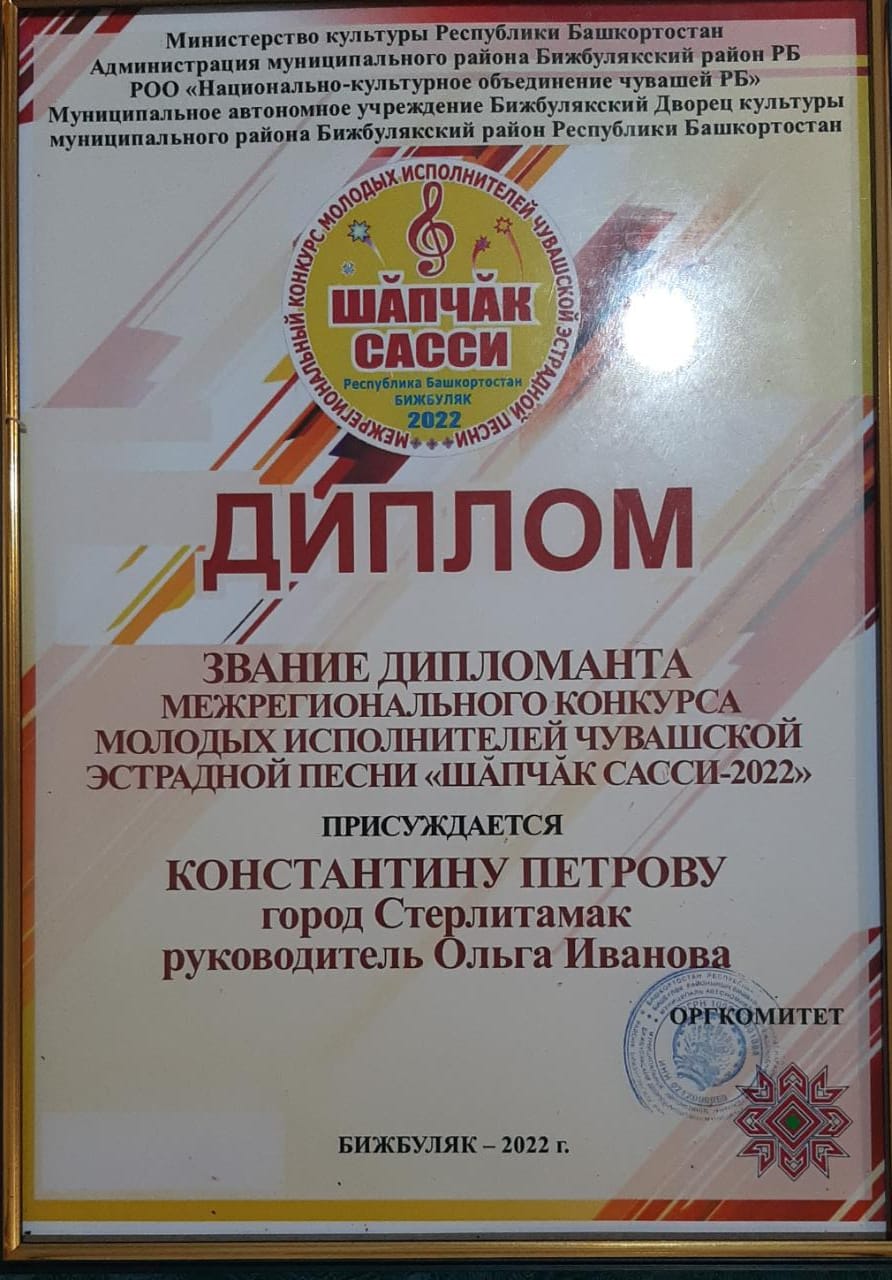 Министерство культуры Республики Башкортостан
Администрация муниципального района Бижбулякский район РБ
РОО «Национально-культурное объединение чувашей РБ»
Муниципальное автономное учреждение Бижбулякский Дворец культуры
муниципального района Бижбулякский район Республики Башкортостан
МЕЖРЕГИОНАЛЬНЫЙ КОНКУРС МОЛОДЫХ ИСПОЛНИТЕЛЕЙ ЧУВАШСКОЙ ЭСТРАДНОЙ ПЕСНИ
ШӐПЧӐК
САССИ
Республика Башкортостан
БИЖБУЛЯК
2022
ДИПЛОМ
ЗВАНИЕ ДИПЛОМАНТА
МЕЖРЕГИОНАЛЬНОГО КОНКУРСА
МОЛОДЫХ ИСПОЛНИТЕЛЕЙ ЧУВАШСКОЙ
ЭСТРАДНОЙ ПЕСНИ «ШӐПЧӐК САССИ-2022»
ПРИСУЖДАЕТСЯ
КОНСТАНТИНУ ПЕТРОВУ
город Стерлитамак
руководитель Ольга Иванова
ОРГКОМИТЕТ
БИЖБУЛЯК – 2022 г.